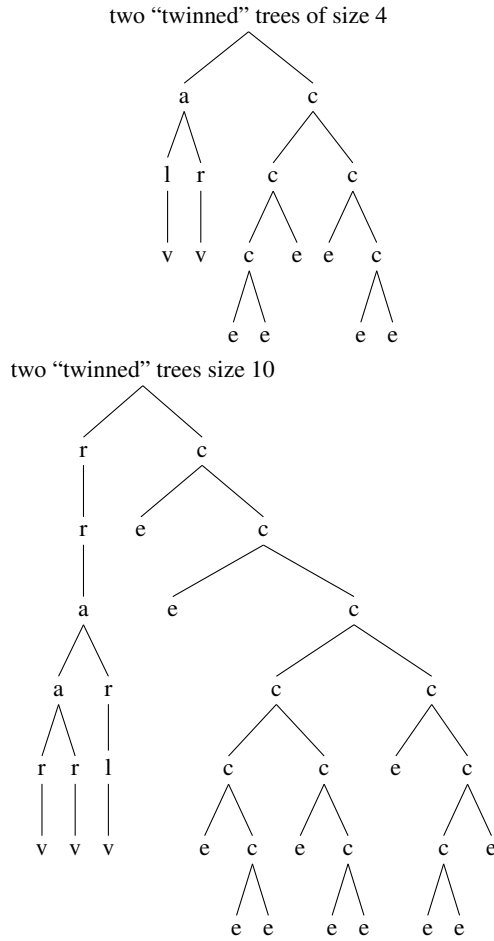 two “twinned” trees of size 4
a c
l r c c
v v c e e c
e e e e
two “twinned” trees size 10
r c
r e c
a e c
a r c c
r r l c c e c
v v v e c e c c e
e e e e e e